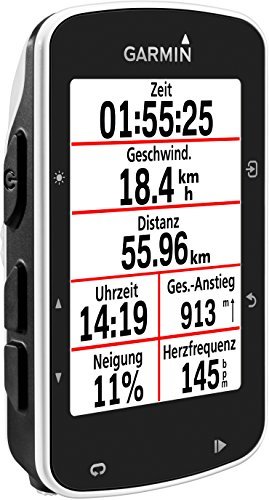 GARMIN
Zeit
01:55:25
Geschwind.
18.4 km h
Distanz
55.96 km
Uhrzeit Ges.-Anstieg
14:19 913 m↑
Neigung Herzfrequenz
11% 145 bpm